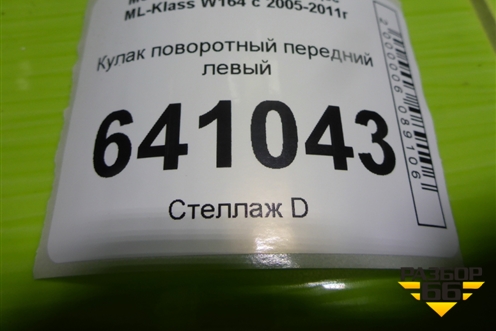 ML-Klass W164 с 2005-2011г
Кулак поворотный передний
левый
641043
Стеллаж D
2000006089106
РАЗБОР
66